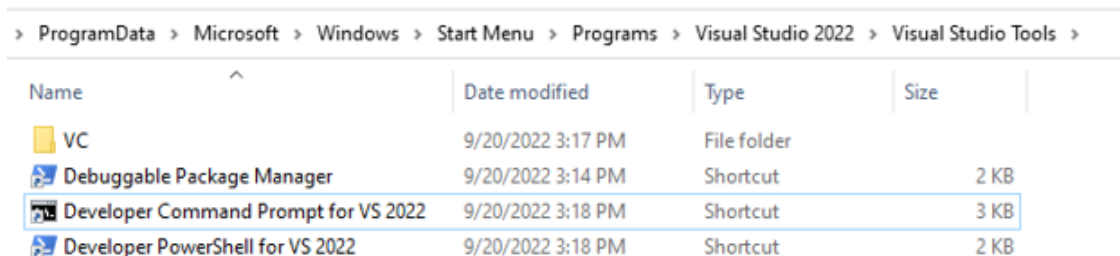 > ProgramData > Microsoft > Windows > Start Menu > Programs > Visual Studio 2022 > Visual Studio Tools >
Name Date modified Type Size
VC 9/20/2022 3:17 PM File folder
Debuggable Package Manager 9/20/2022 3:14 PM Shortcut 2 KB
Developer Command Prompt for VS 2022 9/20/2022 3:18 PM Shortcut 3 KB
Developer PowerShell for VS 2022 9/20/2022 3:18 PM Shortcut 2 KB